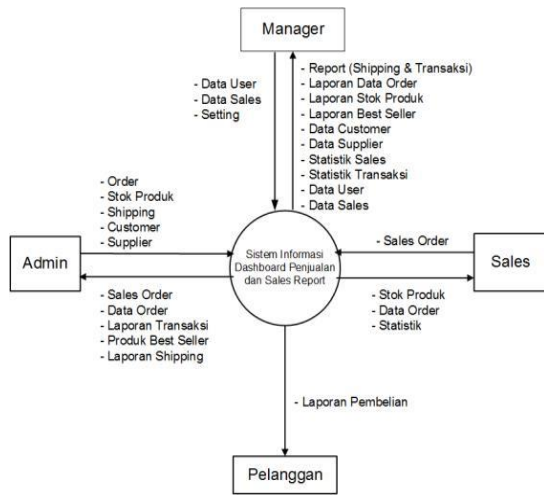 Manager
- Data User
- Data Sales
- Setting
- Report (Shipping & Transaksi)
- Laporan Data Order
- Laporan Stok Produk
- Laporan Best Seller
- Data Customer
- Data Supplier
- Statistik Sales
- Statistik Transaksi
- Data User
- Data Sales
- Order
- Stok Produk
- Shipping
- Customer
- Supplier
Admin
- Sales Order
- Data Order
- Laporan Transaksi
- Produk Best Seller
- Laporan Shipping
Sistem Informasi
Dashboard Penjualan
dan Sales Report
- Sales Order
Sales
- Stok Produk
- Data Order
- Statistik
- Laporan Pembelian
Pelanggan